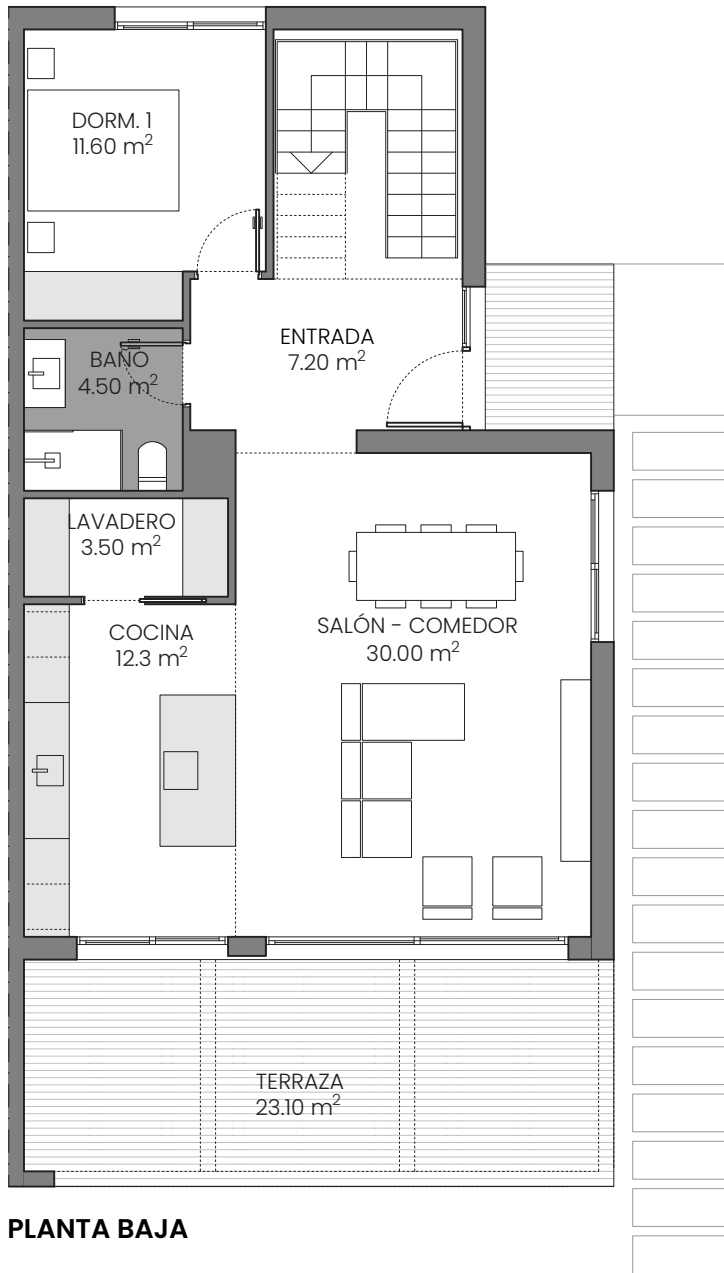 DORM. 1
11.60 m²
ENTRADA
7.20 m²
BAÑO
4.50 m²
LAVADERO
3.50 m²
COCINA
12.3 m²
SALÓN - COMEDOR
30.00 m²
TERRAZA
23.10 m²
PLANTA BAJA